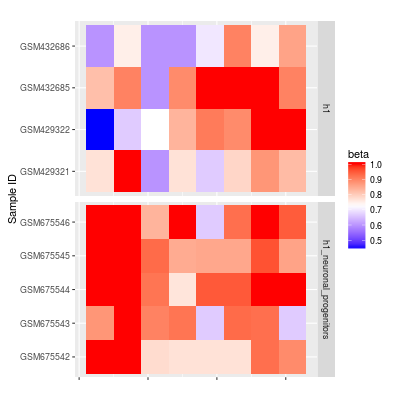 GSM432686
GSM432685
GSM429322
GSM429321
h1
GSM675546
GSM675545
GSM675544
GSM675543
GSM675542
h1_neuronal_progenitors
Sample ID
beta
1.0
0.9
0.8
0.7
0.6
0.5